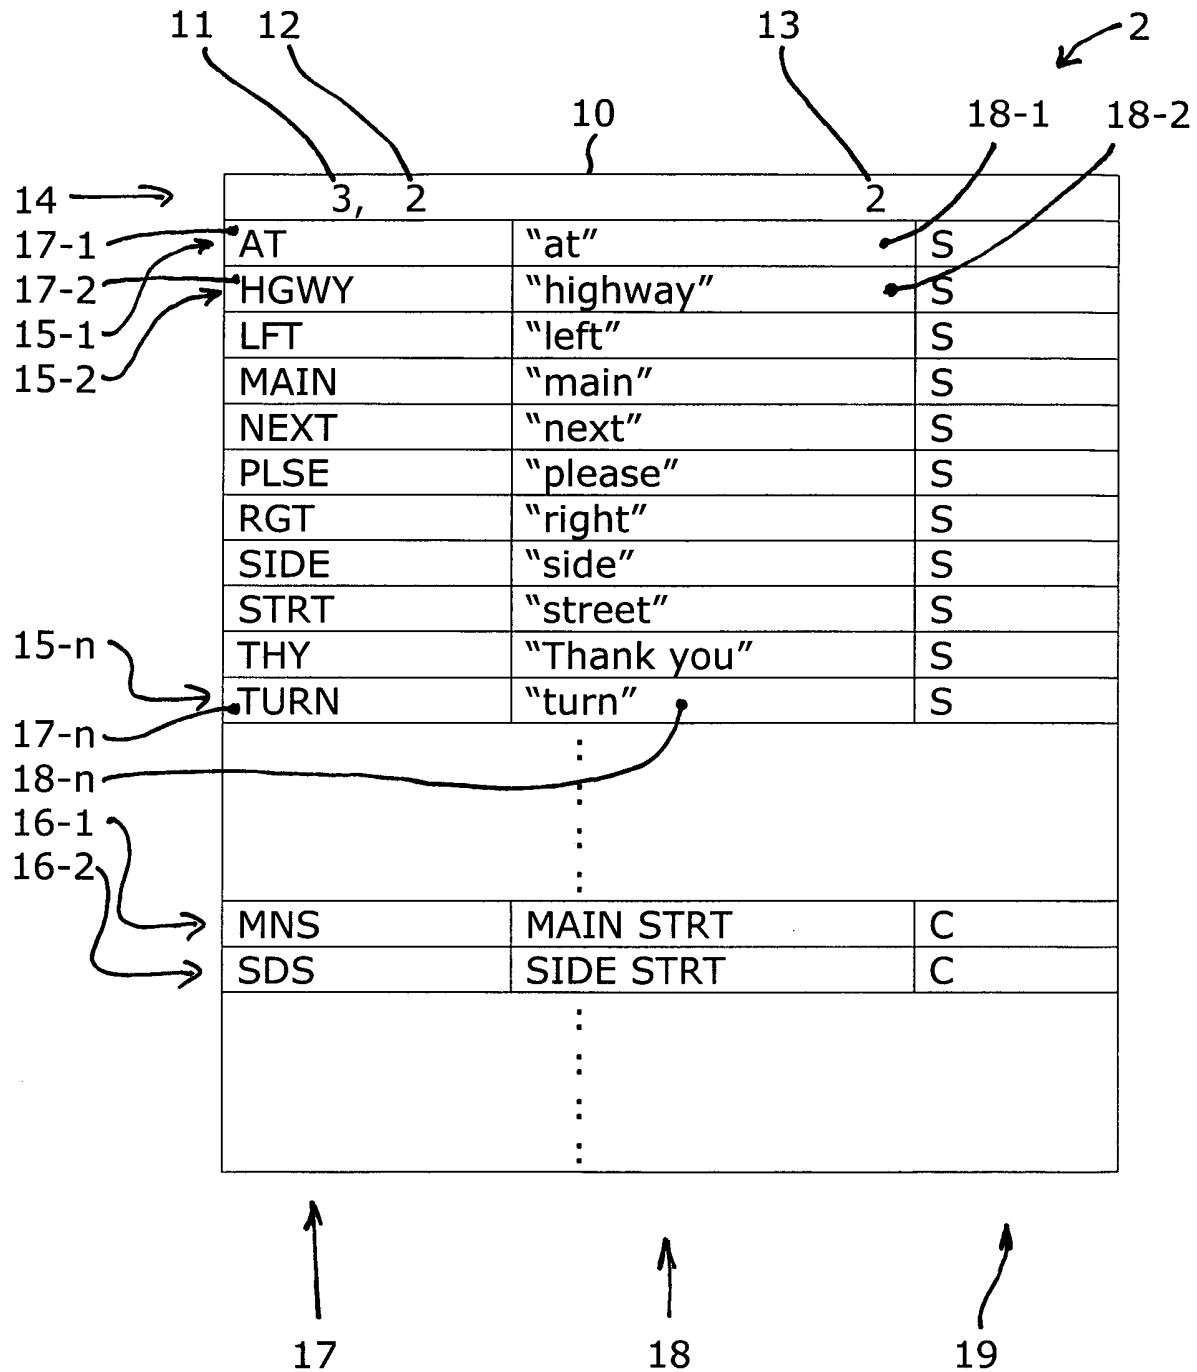 11 12 13 2
10 18-1 18-2
14 3, 2 2
17-1 AT “at” S
17-2 HGWY “highway” S
15-1 LFT “left” S
15-2 MAIN “main” S
NEXT “next” S
PLSE “please” S
RGT “right” S
SIDE “side” S
STRT “street” S
15-n THY “Thank you” S
TURN “turn” S
17-n
18-n
16-1
16-2
MNS MAIN STRT C
SDS SIDE STRT C
17 18 19